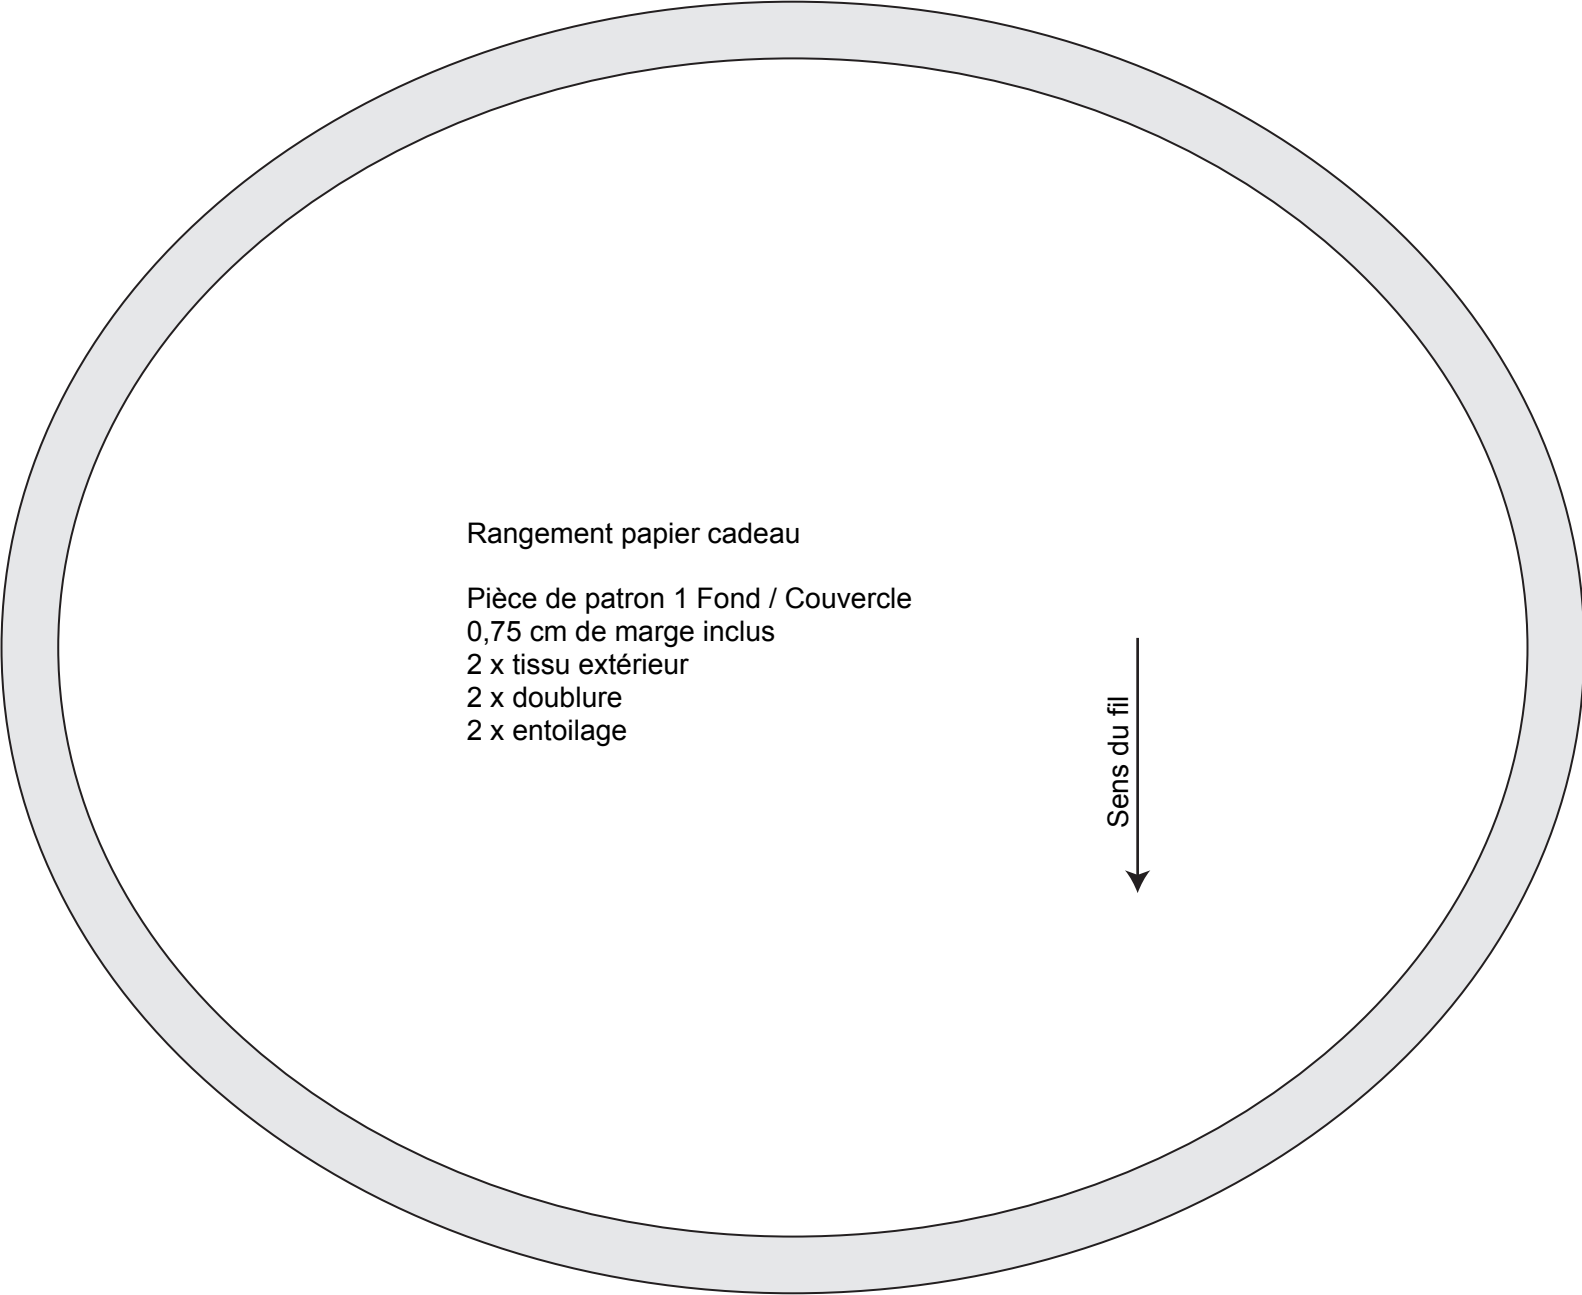 Rangement papier cadeau
Pièce de patron 1 Fond / Couvercle
0,75 cm de marge inclus
2 x tissu extérieur
2 x doublure
2 x entoilage
Sens du fil